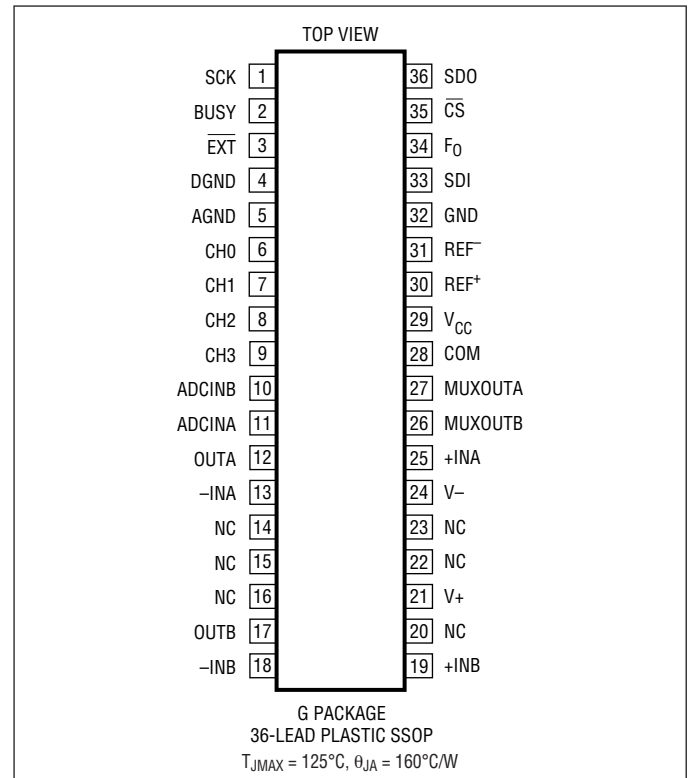 TOP VIEW
SCK 1
BUSY 2
E̅X̅T̅ 3
DGND 4
AGND 5
CH0 6
CH1 7
CH2 8
CH3 9
ADCINB 10
ADCINA 11
OUTA 12
–INA 13
NC 14
NC 15
NC 16
OUTB 17
–INB 18
36 SDO
35 C̅S̅
34 F₀
33 SDI
32 GND
31 REF⁻
30 REF⁺
29 VCC
28 COM
27 MUXOUTA
26 MUXOUTB
25 +INA
24 V–
23 NC
22 NC
21 V+
20 NC
19 +INB
G PACKAGE
36-LEAD PLASTIC SSOP
TJMAX = 125°C, θJA = 160°C/W